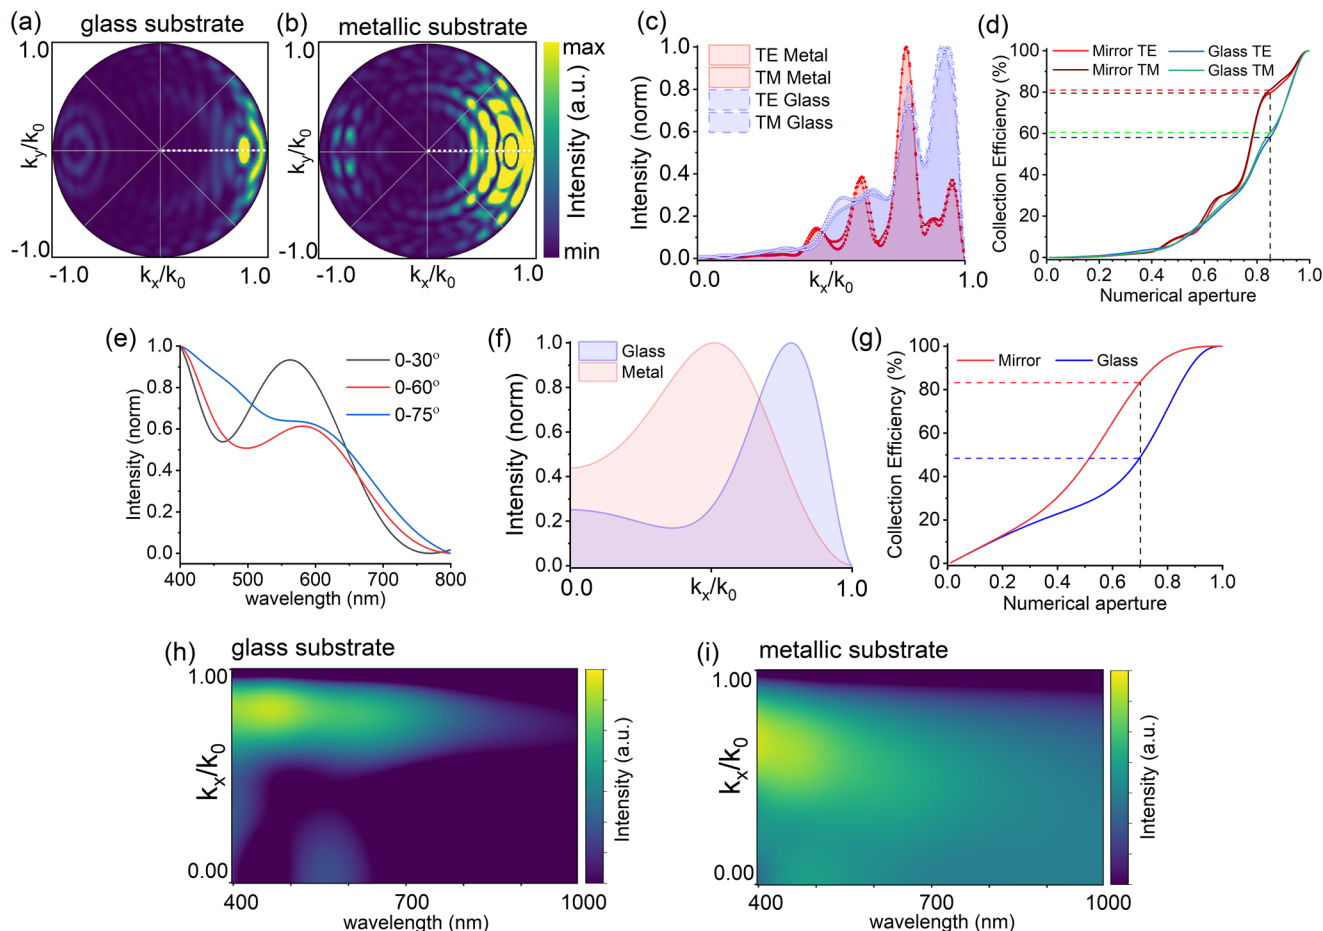 (a) glass substrate
1.0
k_y/k_0
-1.0
-1.0 k_x/k_0 1.0
(b) metallic substrate
1.0
k_y/k_0
-1.0
-1.0 k_x/k_0 1.0
max
Intensity (a.u.)
min
(c)
Intensity (norm)
1.0
0.8
0.6
0.4
0.2
0.0
TE Metal
TM Metal
TE Glass
TM Glass
0.0 k_x/k_0 1.0
(d)
Collection Efficiency (%)
100
80
60
40
20
0
Mirror TE Glass TE
Mirror TM Glass TM
0.0 0.2 0.4 0.6 0.8 1.0
Numerical aperture
(e)
Intensity (norm)
1.0
0.8
0.6
0.4
0.2
0.0
0-30º
0-60º
0-75º
400 500 600 700 800
wavelength (nm)
(f)
Intensity (norm)
1.0
0.8
0.6
0.4
0.2
0.0
Glass
Metal
0.0 k_x/k_0 1.0
(g)
Collection Efficiency (%)
100
80
60
40
20
0
Mirror Glass
0.0 0.2 0.4 0.6 0.8 1.0
Numerical aperture
(h) glass substrate
1.00
k_x/k_0
0.00
400 700 1000
wavelength (nm)
Intensity (a.u.)
(i) metallic substrate
1.00
k_x/k_0
0.00
400 700 1000
wavelength (nm)
Intensity (a.u.)